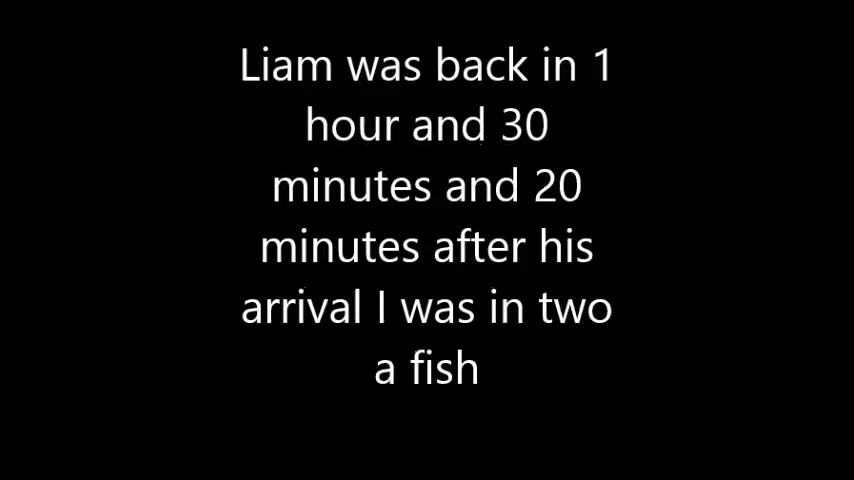 Liam was back in 1
hour and 30
minutes and 20
minutes after his
arrival I was in two
a fish